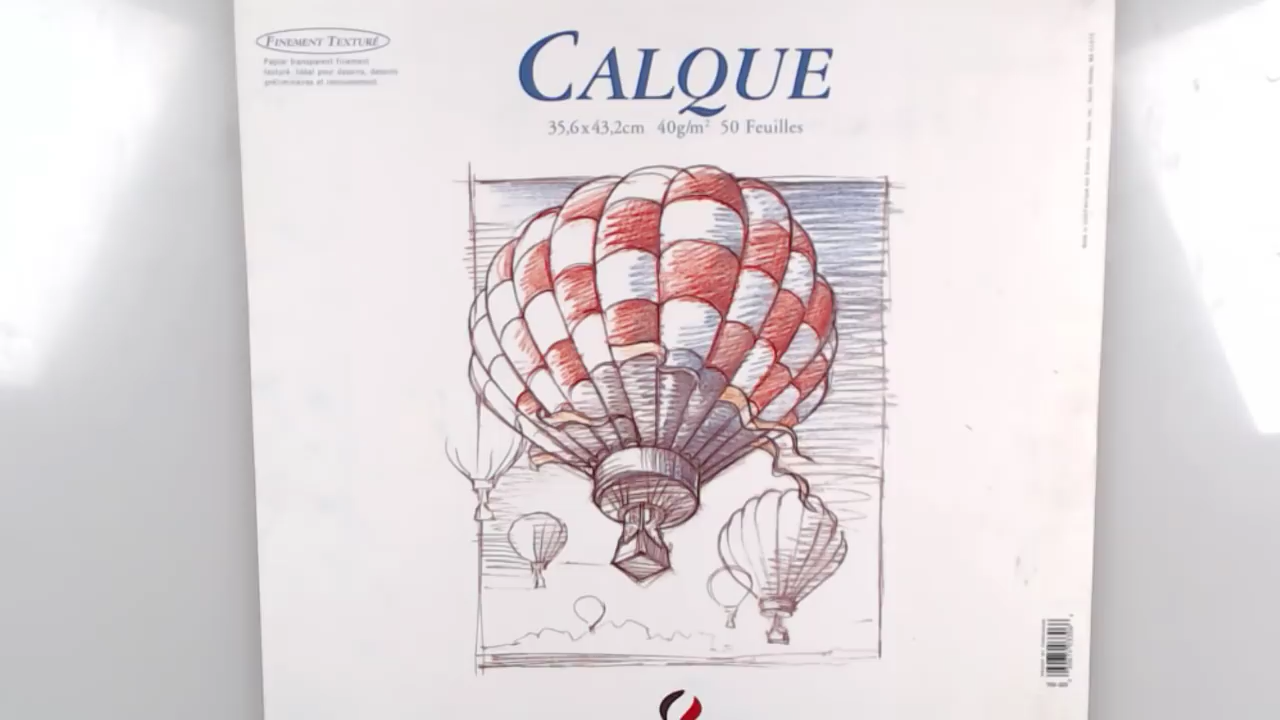 FINEMENT TEXTURÉ
Papier transparent finement
texturé. Idéal pour dessins, dessins
préliminaires et
CALQUE
35,6x43,2cm 40g/m² 50 Feuilles